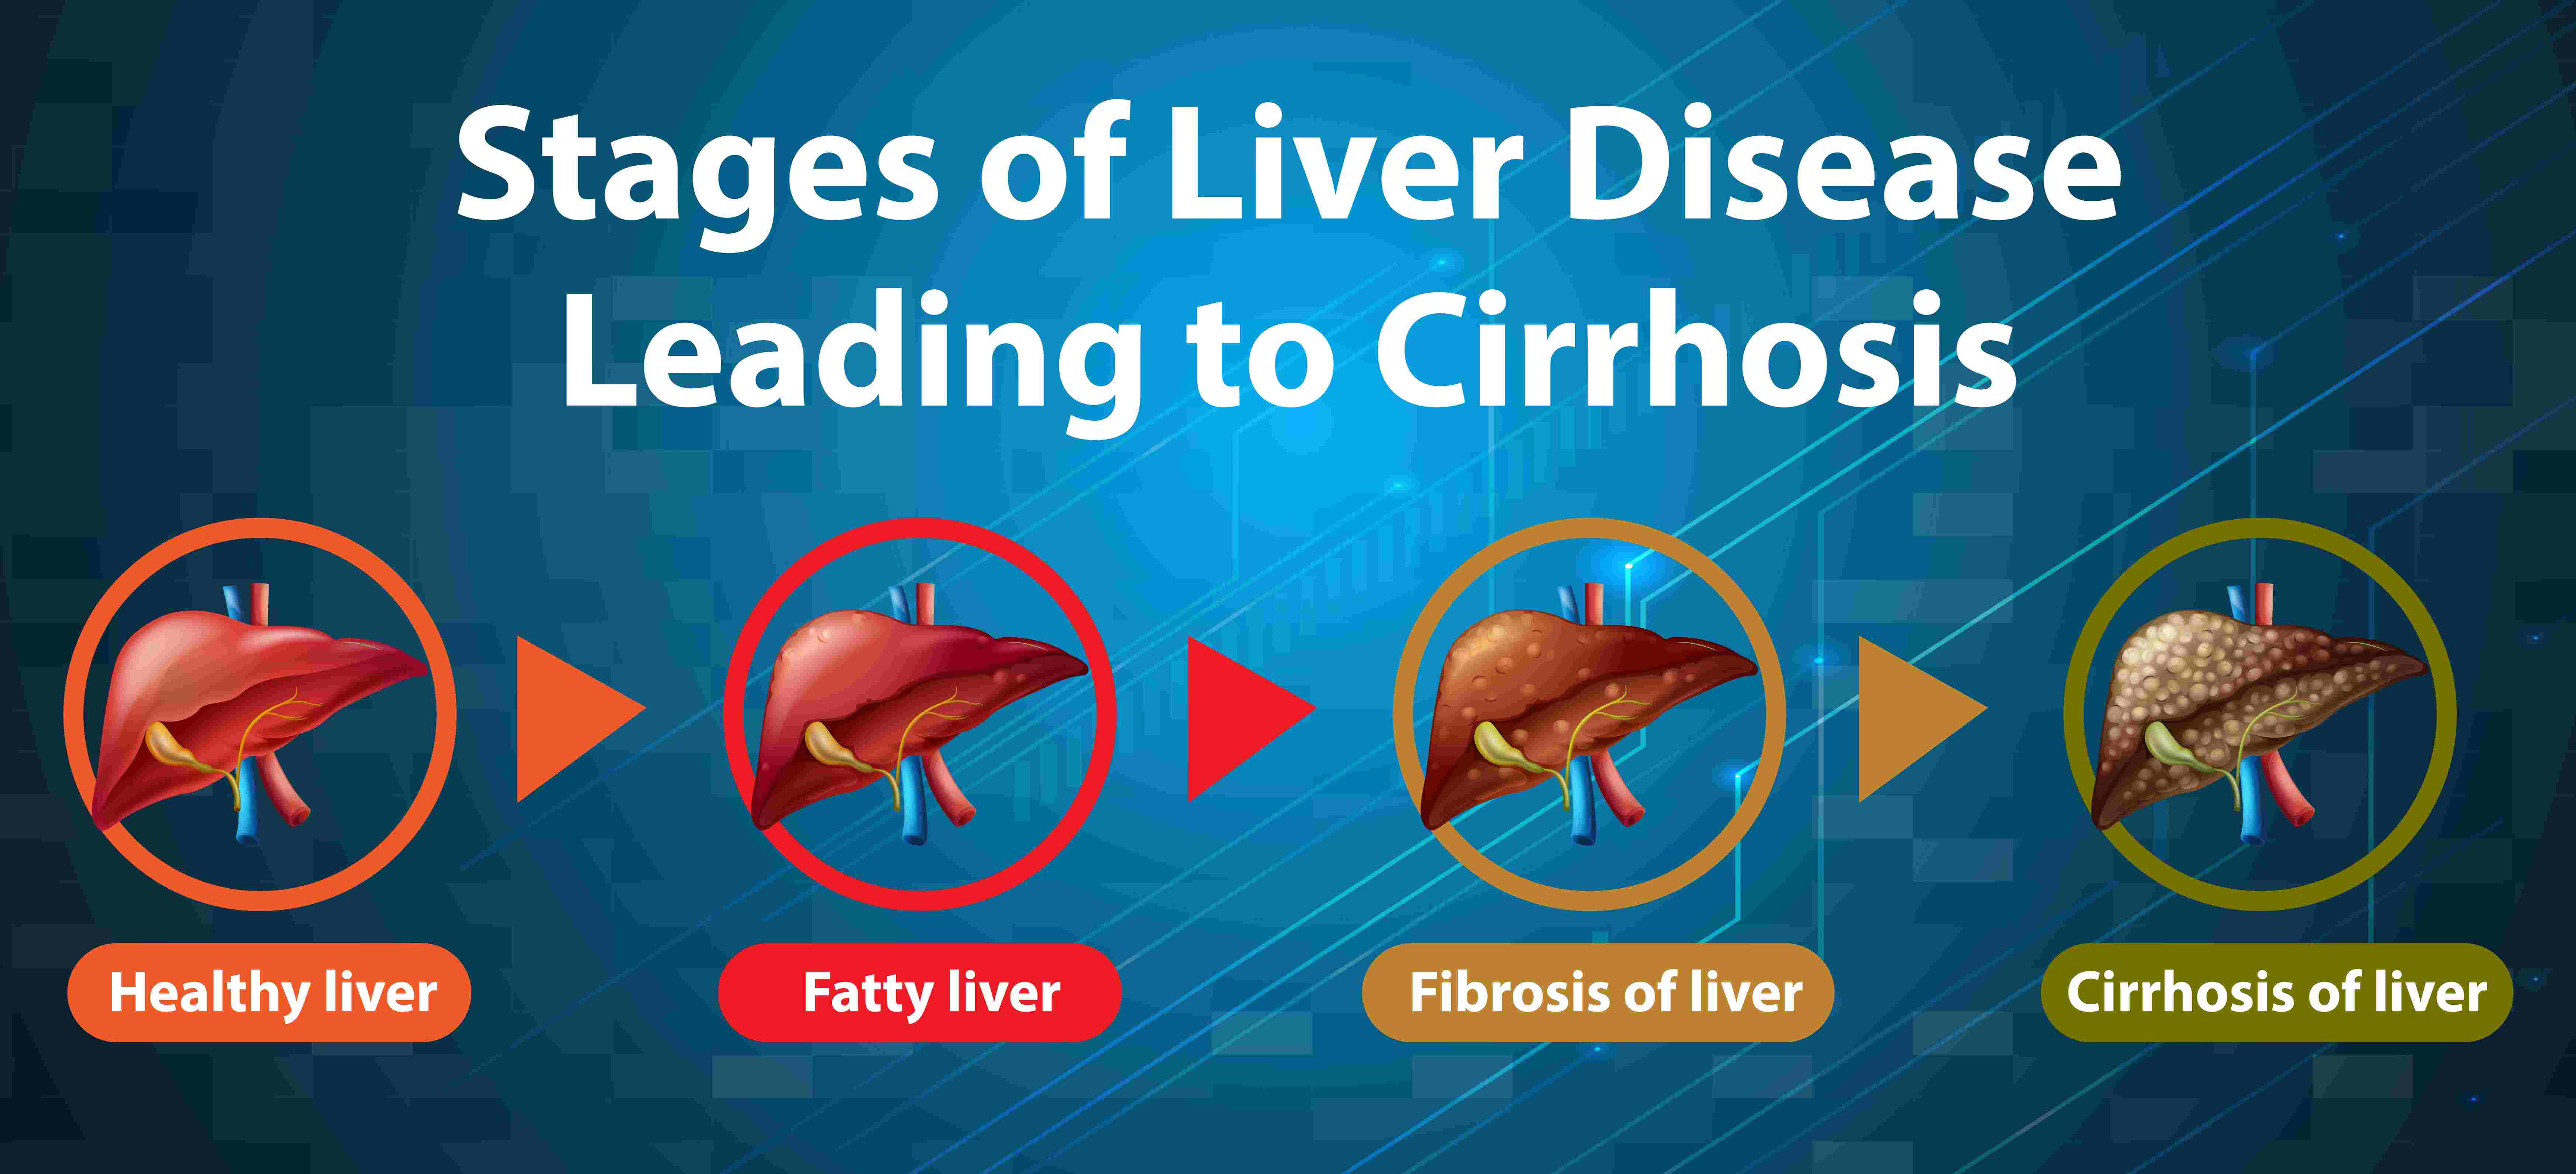 Stages of Liver Disease
Leading to Cirrhosis
Healthy liver
Fatty liver
Fibrosis of liver
Cirrhosis of liver